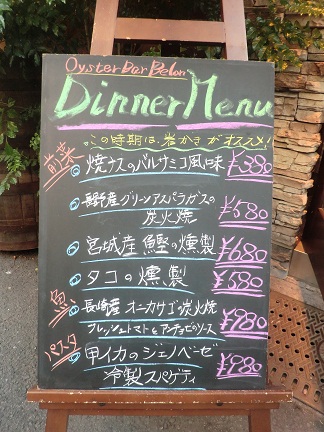 Oyster Bar Belon
Dinner Menu
この時期は、岩かきがオススメ!
前菜
焼ナスのバルサミコ風味 ¥380
長野産グリーンアスパラガスの
炭火焼 ¥580
宮城産 鰹の燻製 ¥680
タコの燻製 ¥580
魚
長崎産 オニカサゴ炭火焼
フレッシュトマトとアンチョビのソース ¥980
パスタ
甲イカのジェノベーゼ
冷製スパゲティ ¥980